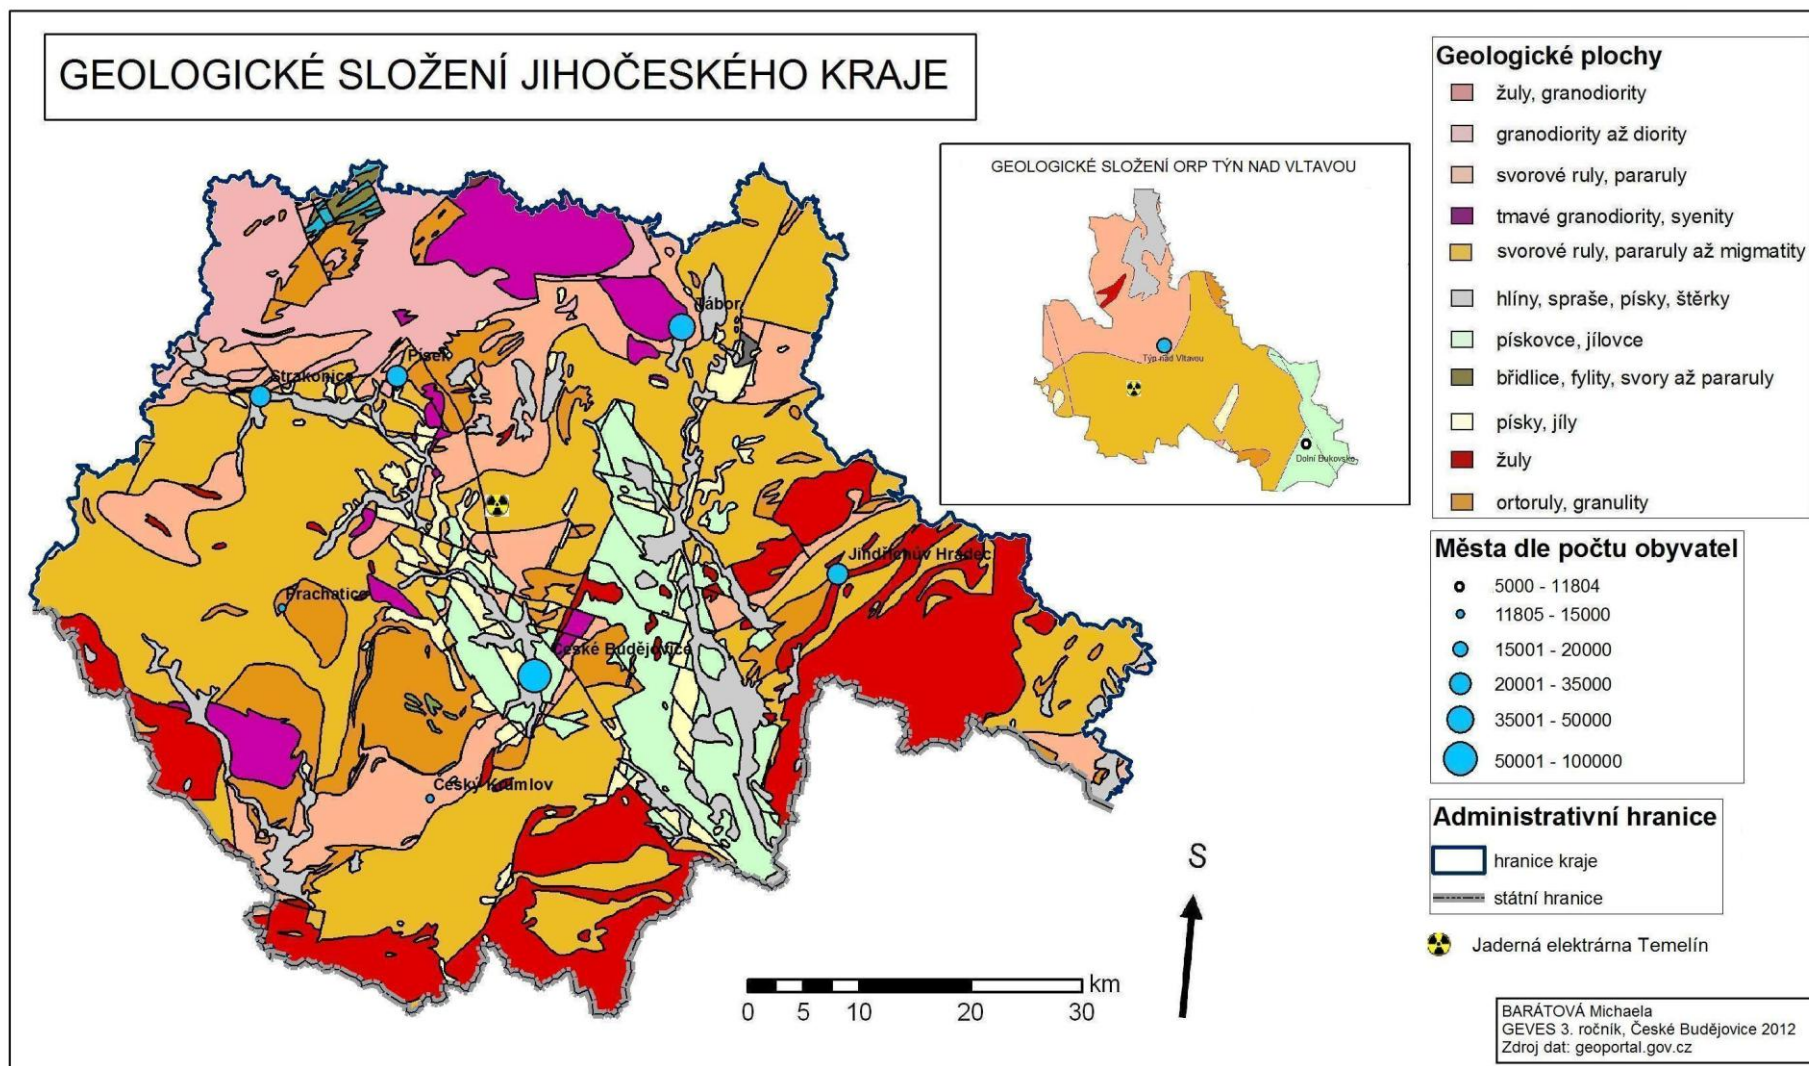 GEOLOGICKÉ SLOŽENÍ JIHOČESKÉHO KRAJE
GEOLOGICKÉ SLOŽENÍ ORP TÝN NAD VLTAVOU
Týn nad Vltavou
Dolní Bukovsko
Tábor
Písek
Strakonice
Jindřichův Hradec
Prachatice
České Budějovice
Český Krumlov
S
km
0 5 10 20 30
Geologické plochy
žuly, granodiority
granodiority až diority
svorové ruly, pararuly
tmavé granodiority, syenity
svorové ruly, pararuly až migmatity
hlíny, spraše, písky, štěrky
pískovce, jílovce
břidlice, fylity, svory až pararuly
písky, jíly
žuly
ortoruly, granulity
Města dle počtu obyvatel
5000 - 11804
11805 - 15000
15001 - 20000
20001 - 35000
35001 - 50000
50001 - 100000
Administrativní hranice
hranice kraje
státní hranice
Jaderná elektrárna Temelín
BARÁTOVÁ Michaela
GEVES 3. ročník, České Budějovice 2012
Zdroj dat: geoportal.gov.cz